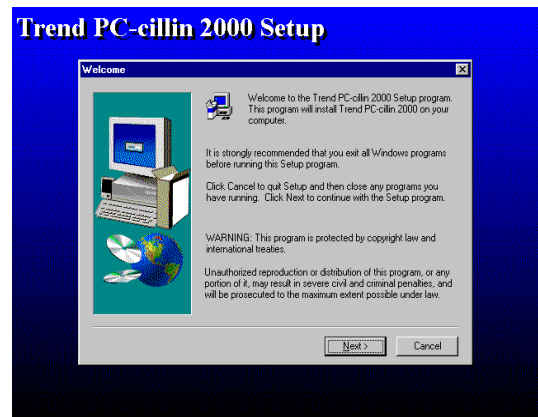 Trend PC-cillin 2000 Setup
Welcome
Welcome to the Trend PC-cillin 2000 Setup program.
This program will install Trend PC-cillin 2000 on your
computer.
It is strongly recommended that you exit all Windows programs
before running this Setup program.
Click Cancel to quit Setup and then close any programs you
have running. Click Next to continue with the Setup program.
WARNING: This program is protected by copyright law and
international treaties.
Unauthorized reproduction or distribution of this program, or any
portion of it, may result in severe civil and criminal penalties, and
will be prosecuted to the maximum extent possible under law.
Next >
Cancel